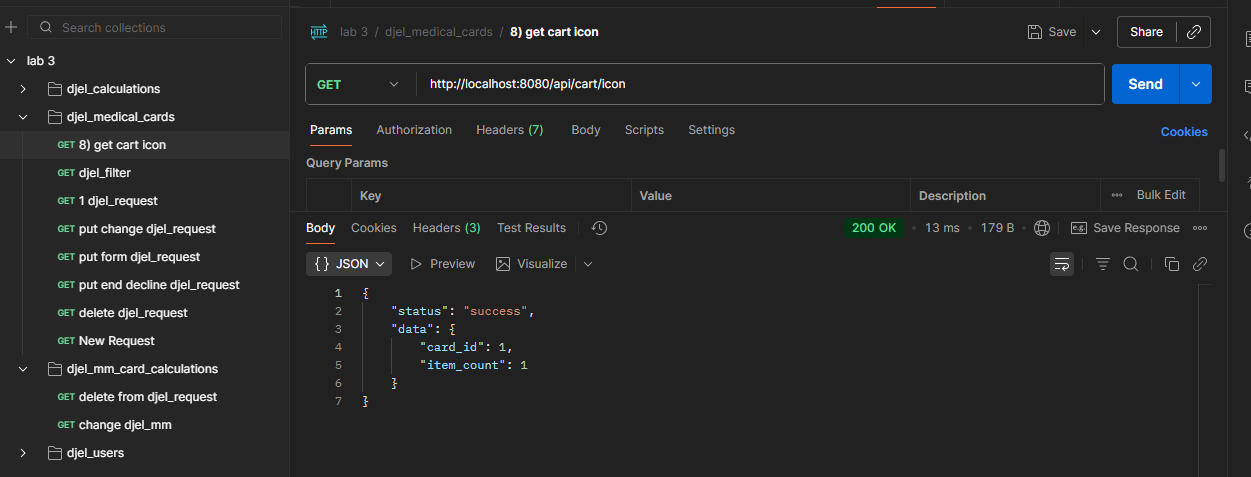 Search collections
lab 3
djel_calculations
djel_medical_cards
GET 8) get cart icon
GET djel_filter
GET 1 djel_request
GET put change djel_request
GET put form djel_request
GET put end decline djel_request
GET delete djel_request
GET New Request
djel_mm_card_calculations
GET delete from djel_request
GET change djel_mm
djel_users
HTTP lab 3 / djel_medical_cards / 8) get cart icon
Save
Share
GET http://localhost:8080/api/cart/icon
Send
Params Authorization Headers (7) Body Scripts Settings Cookies
Query Params
Key Value Description Bulk Edit
Body Cookies Headers (3) Test Results 200 OK • 13 ms • 179 B • e.g. Save Response
{ } JSON Preview Visualize
1 {
2 "status": "success",
3 "data": {
4 "card_id": 1,
5 "item_count": 1
6 }
7 }